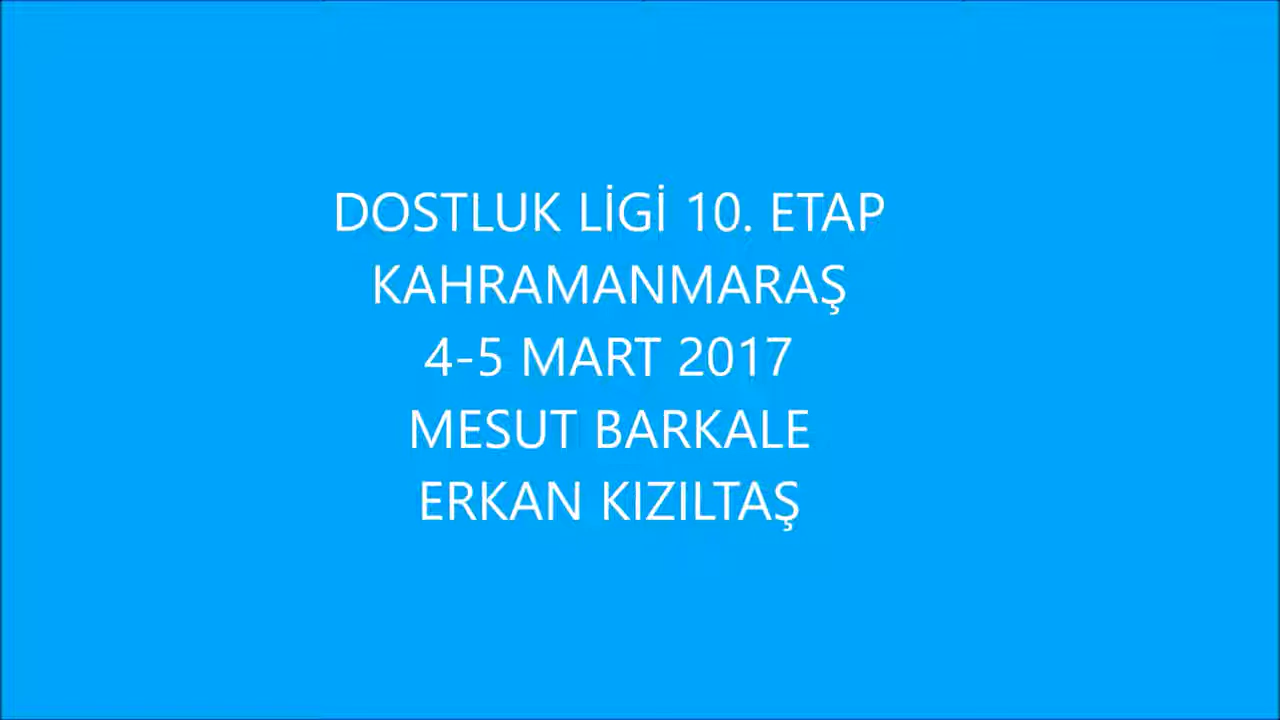 DOSTLUK LİGİ 10. ETAP
KAHRAMANMARAŞ
4-5 MART 2017
MESUT BARKALE
ERKAN KIZILTAŞ